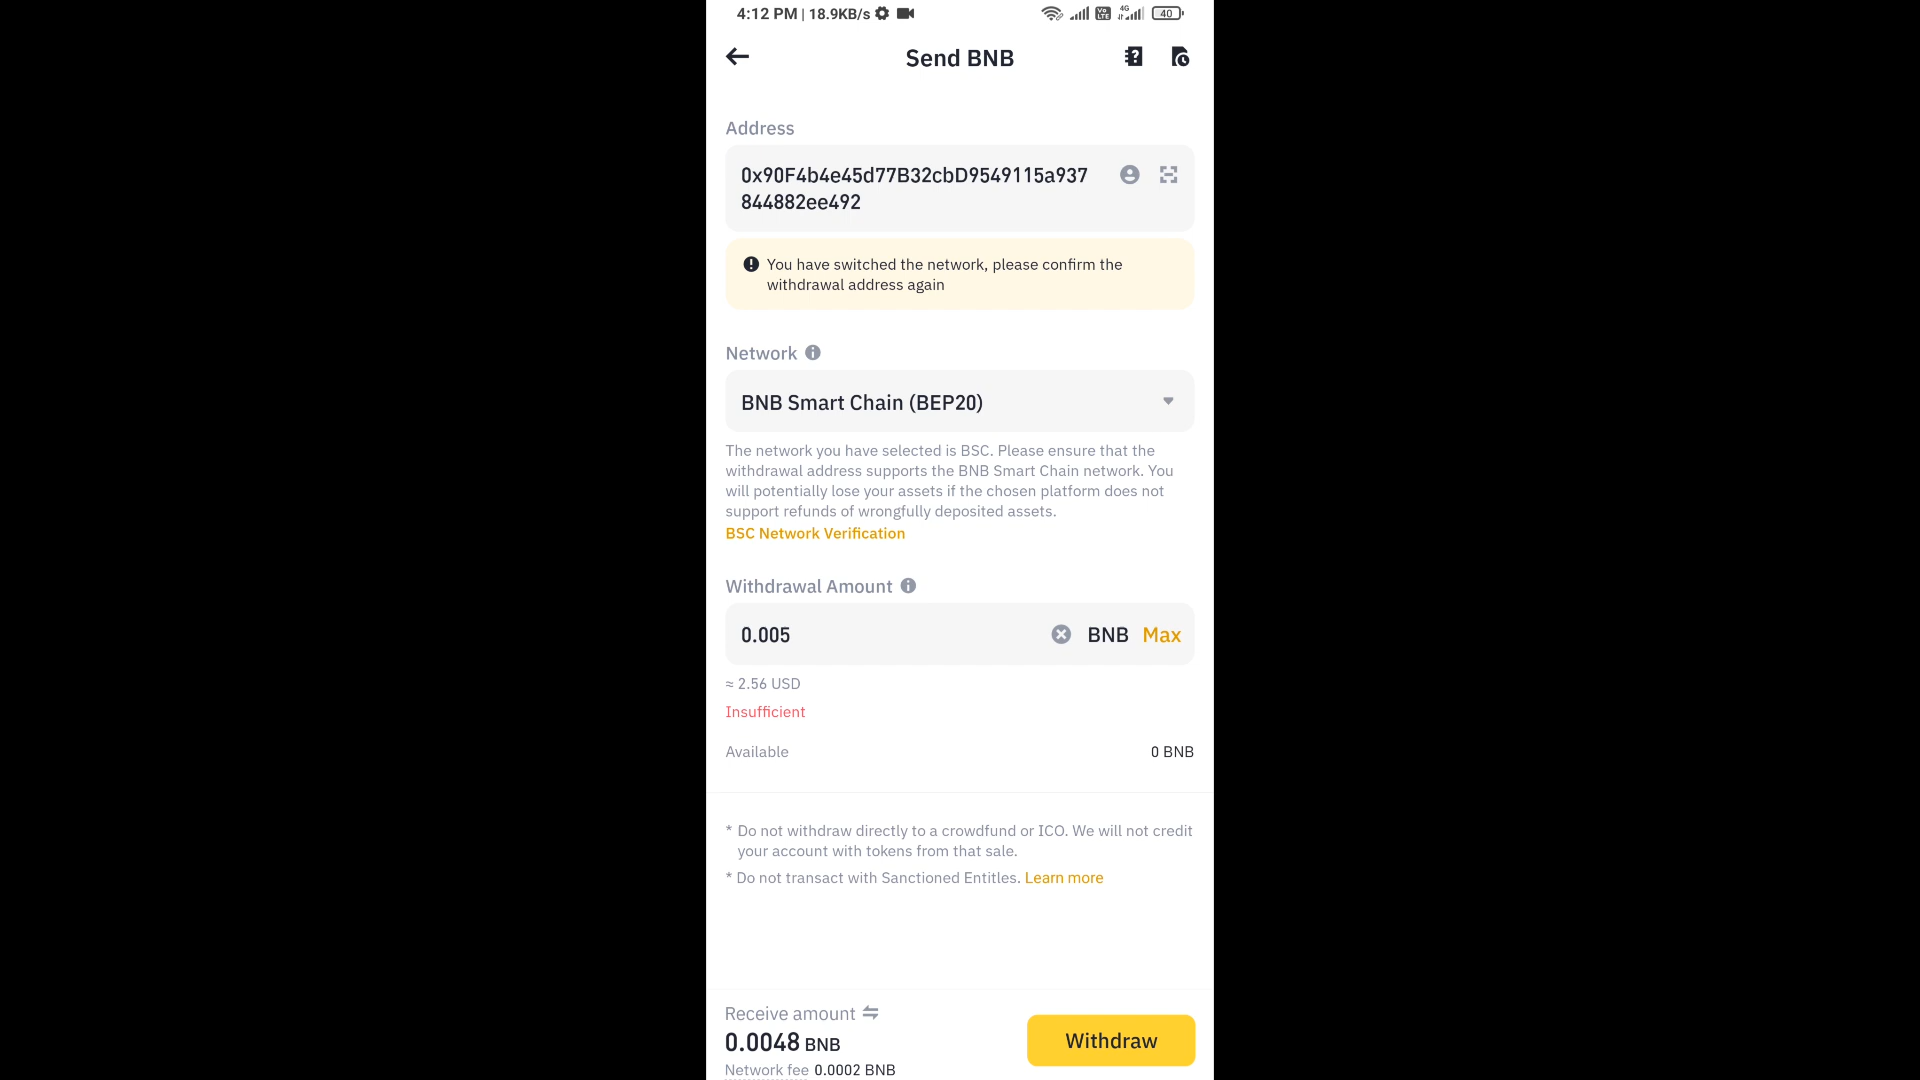 4:12 PM | 18.9KB/s
Vo LTE 4G 40
Send BNB
Address
0x90F4b4e45d77B32cbD9549115a937
844882ee492
You have switched the network, please confirm the
withdrawal address again
Network
BNB Smart Chain (BEP20)
The network you have selected is BSC. Please ensure that the
withdrawal address supports the BNB Smart Chain network. You
will potentially lose your assets if the chosen platform does not
support refunds of wrongfully deposited assets.
BSC Network Verification
Withdrawal Amount
0.005 BNB Max
≈ 2.56 USD
Insufficient
Available 0 BNB
* Do not withdraw directly to a crowdfund or ICO. We will not credit
your account with tokens from that sale.
* Do not transact with Sanctioned Entitles. Learn more
Receive amount
0.0048 BNB
Network fee 0.0002 BNB
Withdraw